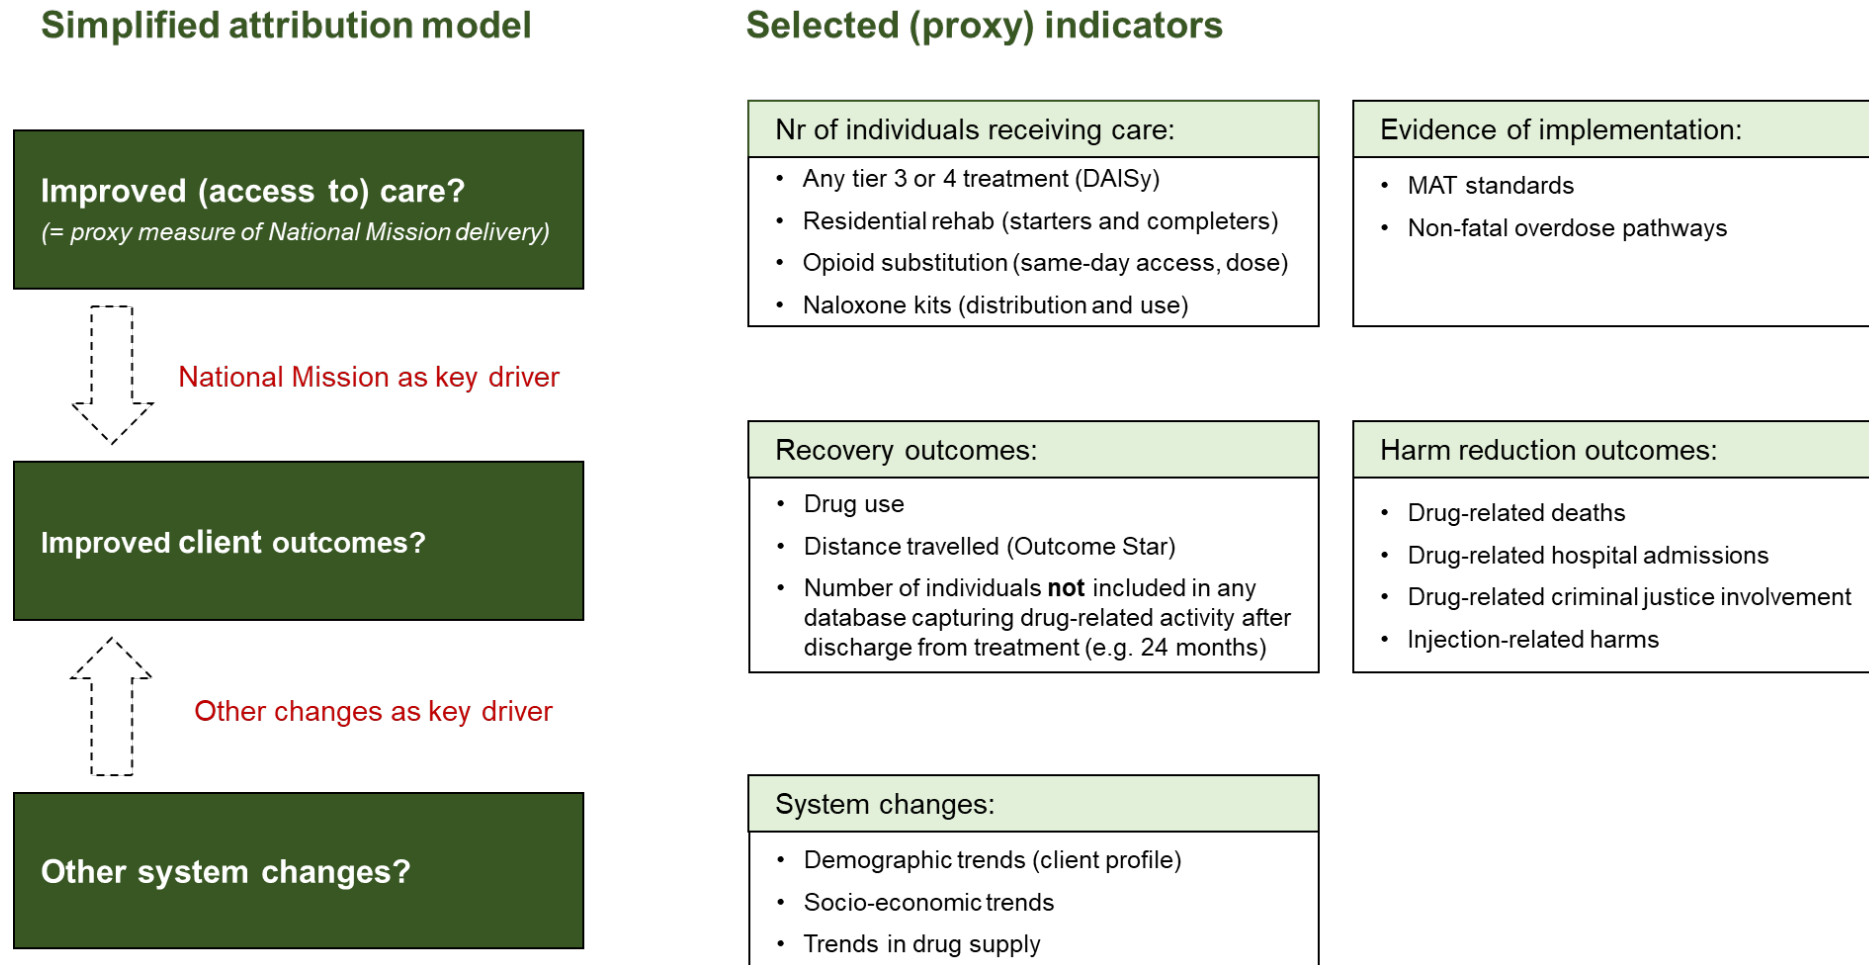 Simplified attribution model
Selected (proxy) indicators
Improved (access to) care?
(= proxy measure of National Mission delivery)
National Mission as key driver
Improved client outcomes?
Other changes as key driver
Other system changes?
Nr of individuals receiving care:
• Any tier 3 or 4 treatment (DAISy)
• Residential rehab (starters and completers)
• Opioid substitution (same-day access, dose)
• Naloxone kits (distribution and use)
Evidence of implementation:
• MAT standards
• Non-fatal overdose pathways
Recovery outcomes:
• Drug use
• Distance travelled (Outcome Star)
• Number of individuals not included in any
database capturing drug-related activity after
discharge from treatment (e.g. 24 months)
Harm reduction outcomes:
• Drug-related deaths
• Drug-related hospital admissions
• Drug-related criminal justice involvement
• Injection-related harms
System changes:
• Demographic trends (client profile)
• Socio-economic trends
• Trends in drug supply